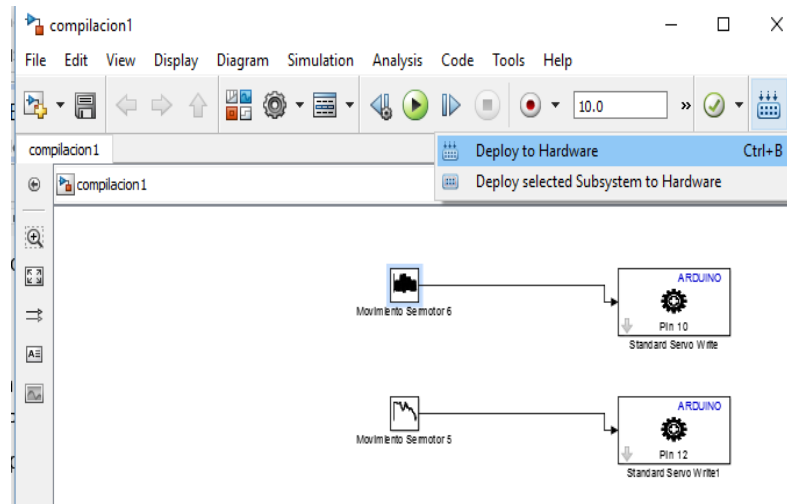 compilacion1
File Edit View Display Diagram Simulation Analysis Code Tools Help
10.0
compilacion1
Deploy to Hardware Ctrl+B
compilacion1
Deploy selected Subsystem to Hardware
ARDUINO
Movimiento Sermotor 6
Pin 10
Standard Servo Write
ARDUINO
Movimiento Sermotor 5
Pin 12
Standard Servo Write1